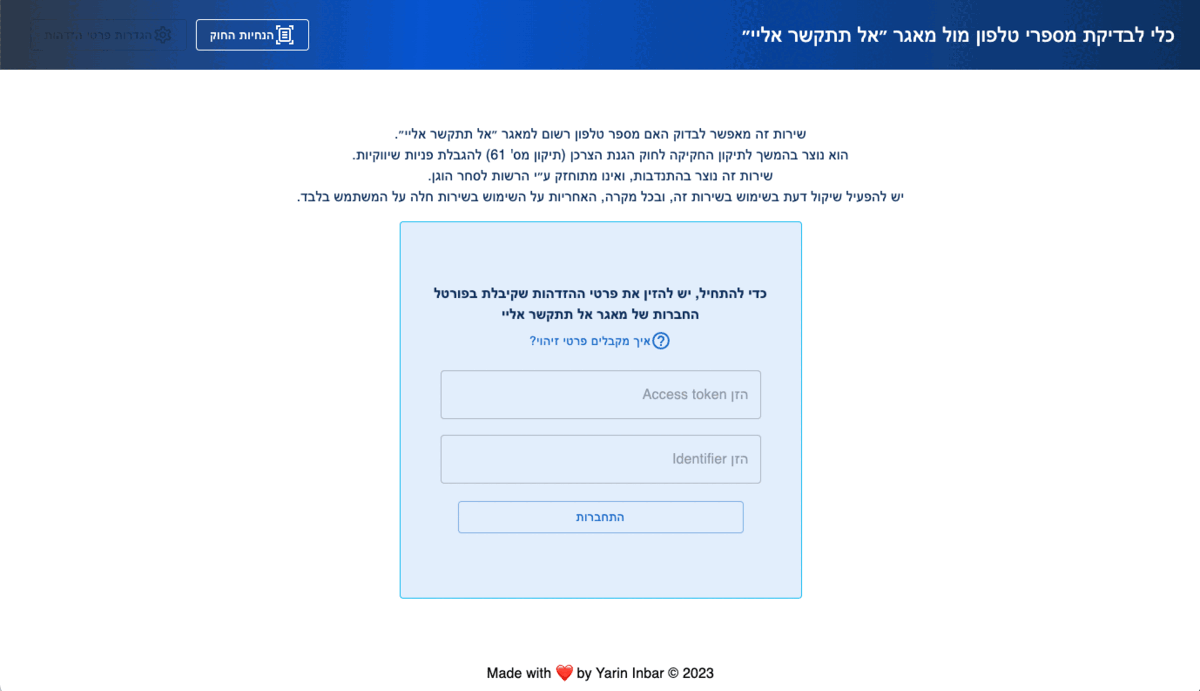 כלי לבדיקת מספרי טלפון מול מאגר ״אל תתקשר אליי״
הנחיות החוק
הגדרות פרטי הזדהות
שירות זה מאפשר לבדוק האם מספר טלפון רשום למאגר ״אל תתקשר אליי״.
הוא נוצר בהמשך לתיקון החקיקה לחוק הגנת הצרכן (תיקון מס' 61) להגבלת פניות שיווקיות.
שירות זה נוצר בהתנדבות, ואינו מתוחזק ע״י הרשות לסחר הוגן.
יש להפעיל שיקול דעת בשימוש בשירות זה, ובכל מקרה, האחריות על השימוש בשירות חלה על המשתמש בלבד.
כדי להתחיל, יש להזין את פרטי ההזדהות שקיבלת בפורטל
החברות של מאגר אל תתקשר אליי
איך מקבלים פרטי זיהוי?
הזן Access token
הזן Identifier
התחברות
Made with ❤️ by Yarin Inbar © 2023